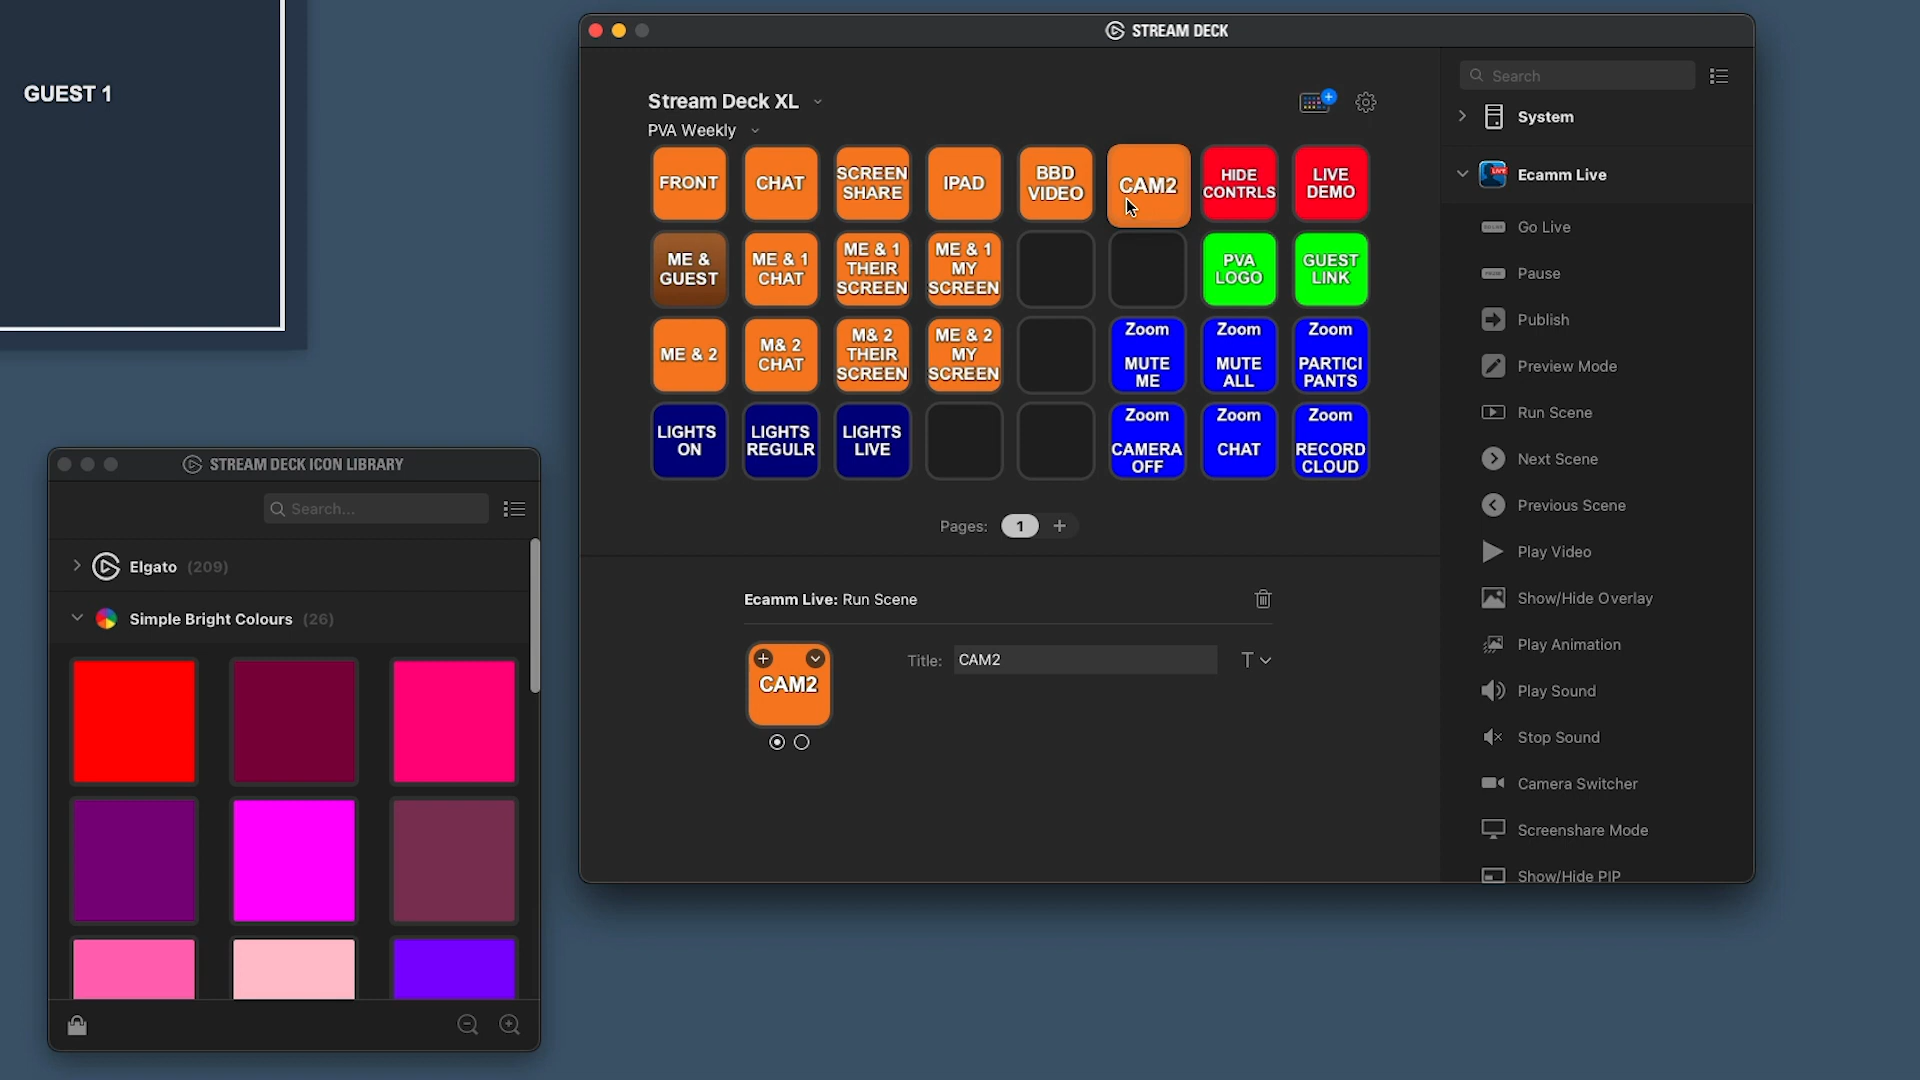 GUEST 1
STREAM DECK
Stream Deck XL
PVA Weekly
FRONT
CHAT
SCREEN
SHARE
IPAD
BBD
VIDEO
CAM2
HIDE
CONTRLS
LIVE
DEMO
ME &
GUEST
ME & 1
CHAT
ME & 1
THEIR
SCREEN
ME & 1
MY
SCREEN
PVA
LOGO
GUEST
LINK
ME & 2
M& 2
CHAT
M& 2
THEIR
SCREEN
ME & 2
MY
SCREEN
Zoom
MUTE
ME
Zoom
MUTE
ALL
Zoom
PARTICI
PANTS
LIGHTS
ON
LIGHTS
REGULR
LIGHTS
LIVE
Zoom
CAMERA
OFF
Zoom
CHAT
Zoom
RECORD
CLOUD
Pages: 1 +
Ecamm Live: Run Scene
CAM2
Title: CAM2
T
Search
System
Ecamm Live
Go Live
Pause
Publish
Preview Mode
Run Scene
Next Scene
Previous Scene
Play Video
Show/Hide Overlay
Play Animation
Play Sound
Stop Sound
Camera Switcher
Screenshare Mode
Show/Hide PIP
STREAM DECK ICON LIBRARY
Search...
Elgato (209)
Simple Bright Colours (26)